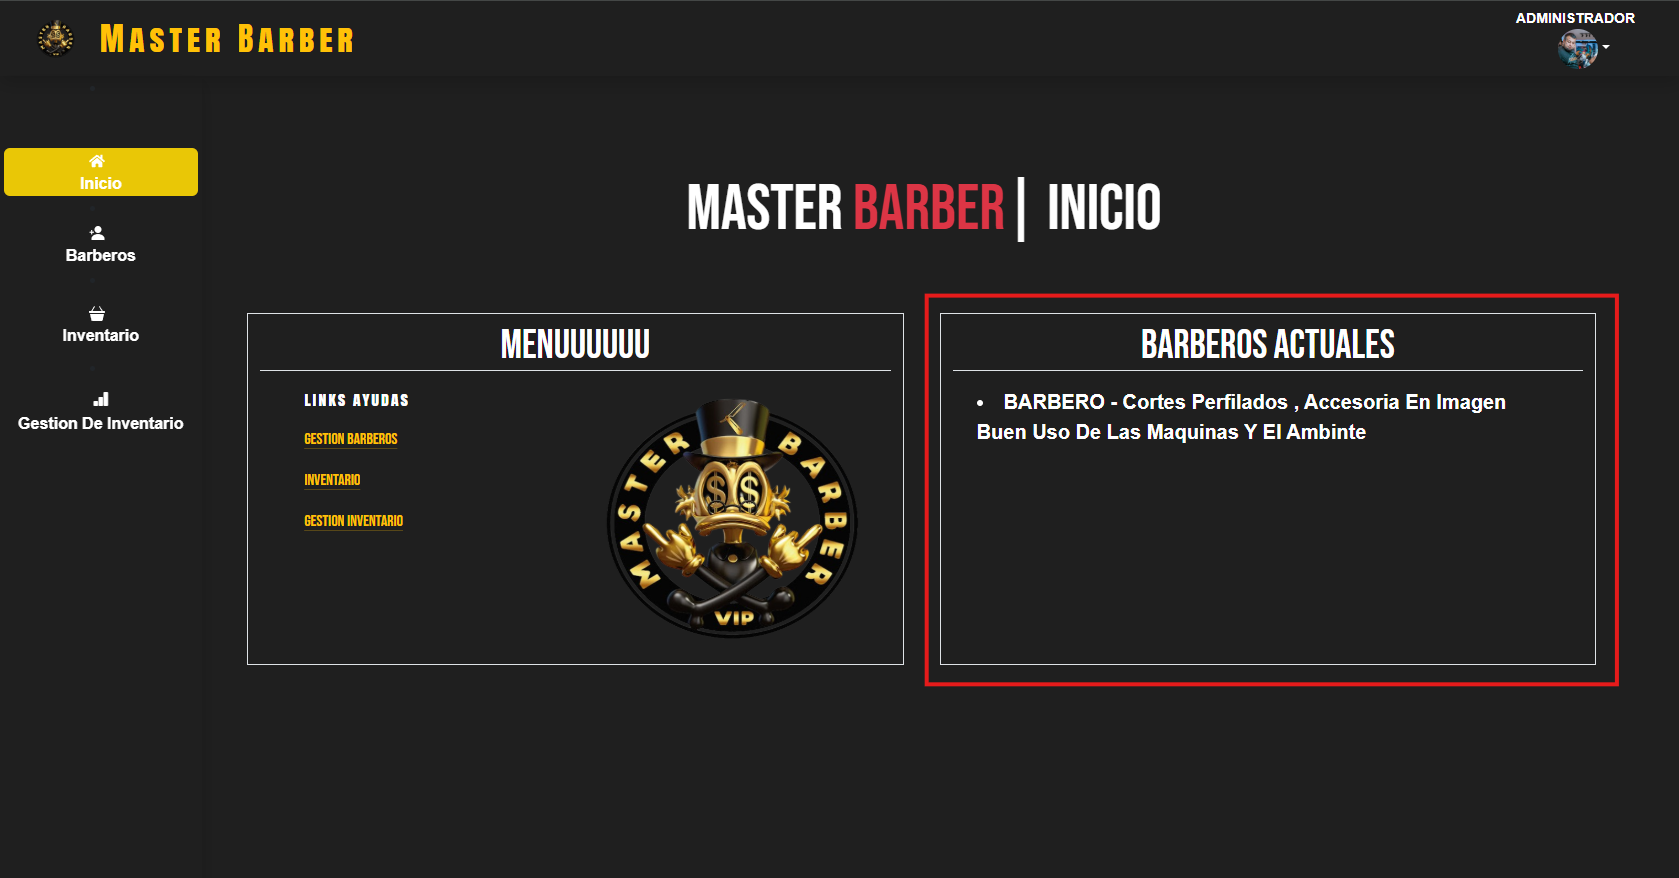 MASTER BARBER
ADMINISTRADOR
Inicio
Barberos
Inventario
Gestion De Inventario
MASTER BARBER| INICIO
MENUUUUUU
LINKS AYUDAS
GESTION BARBEROS
INVENTARIO
GESTION INVENTARIO
MASTER BARBER
VIP
BARBEROS ACTUALES
• BARBERO - Cortes Perfilados , Accesoria En Imagen
Buen Uso De Las Maquinas Y El Ambinte